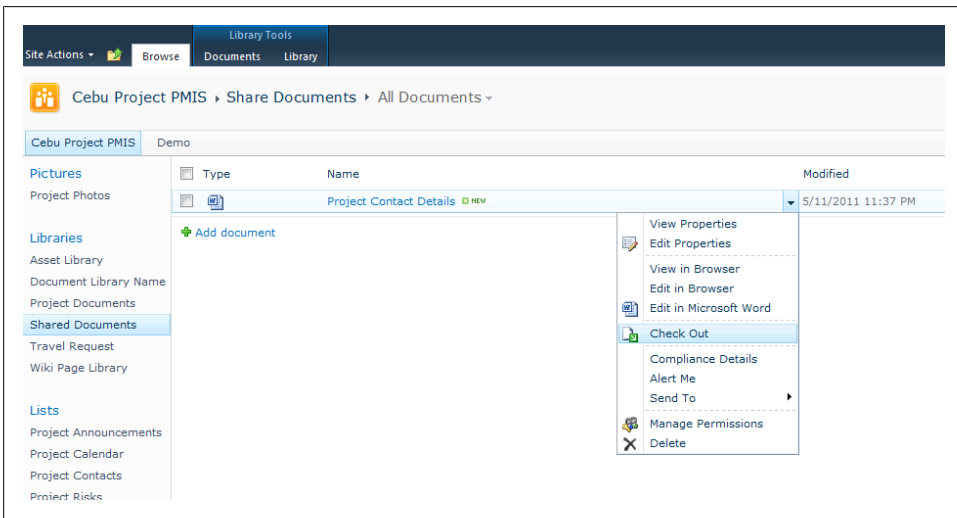 Library Tools
Site Actions
Browse
Documents
Library
Cebu Project PMIS
Share Documents
All Documents
Cebu Project PMIS
Demo
Pictures
Project Photos
Libraries
Asset Library
Document Library Name
Project Documents
Shared Documents
Travel Request
Wiki Page Library
Lists
Project Announcements
Project Calendar
Project Contacts
Project Risks
Type
Name
Modified
Project Contact Details NEW
5/11/2011 11:37 PM
Add document
View Properties
Edit Properties
View in Browser
Edit in Browser
Edit in Microsoft Word
Check Out
Compliance Details
Alert Me
Send To
Manage Permissions
Delete